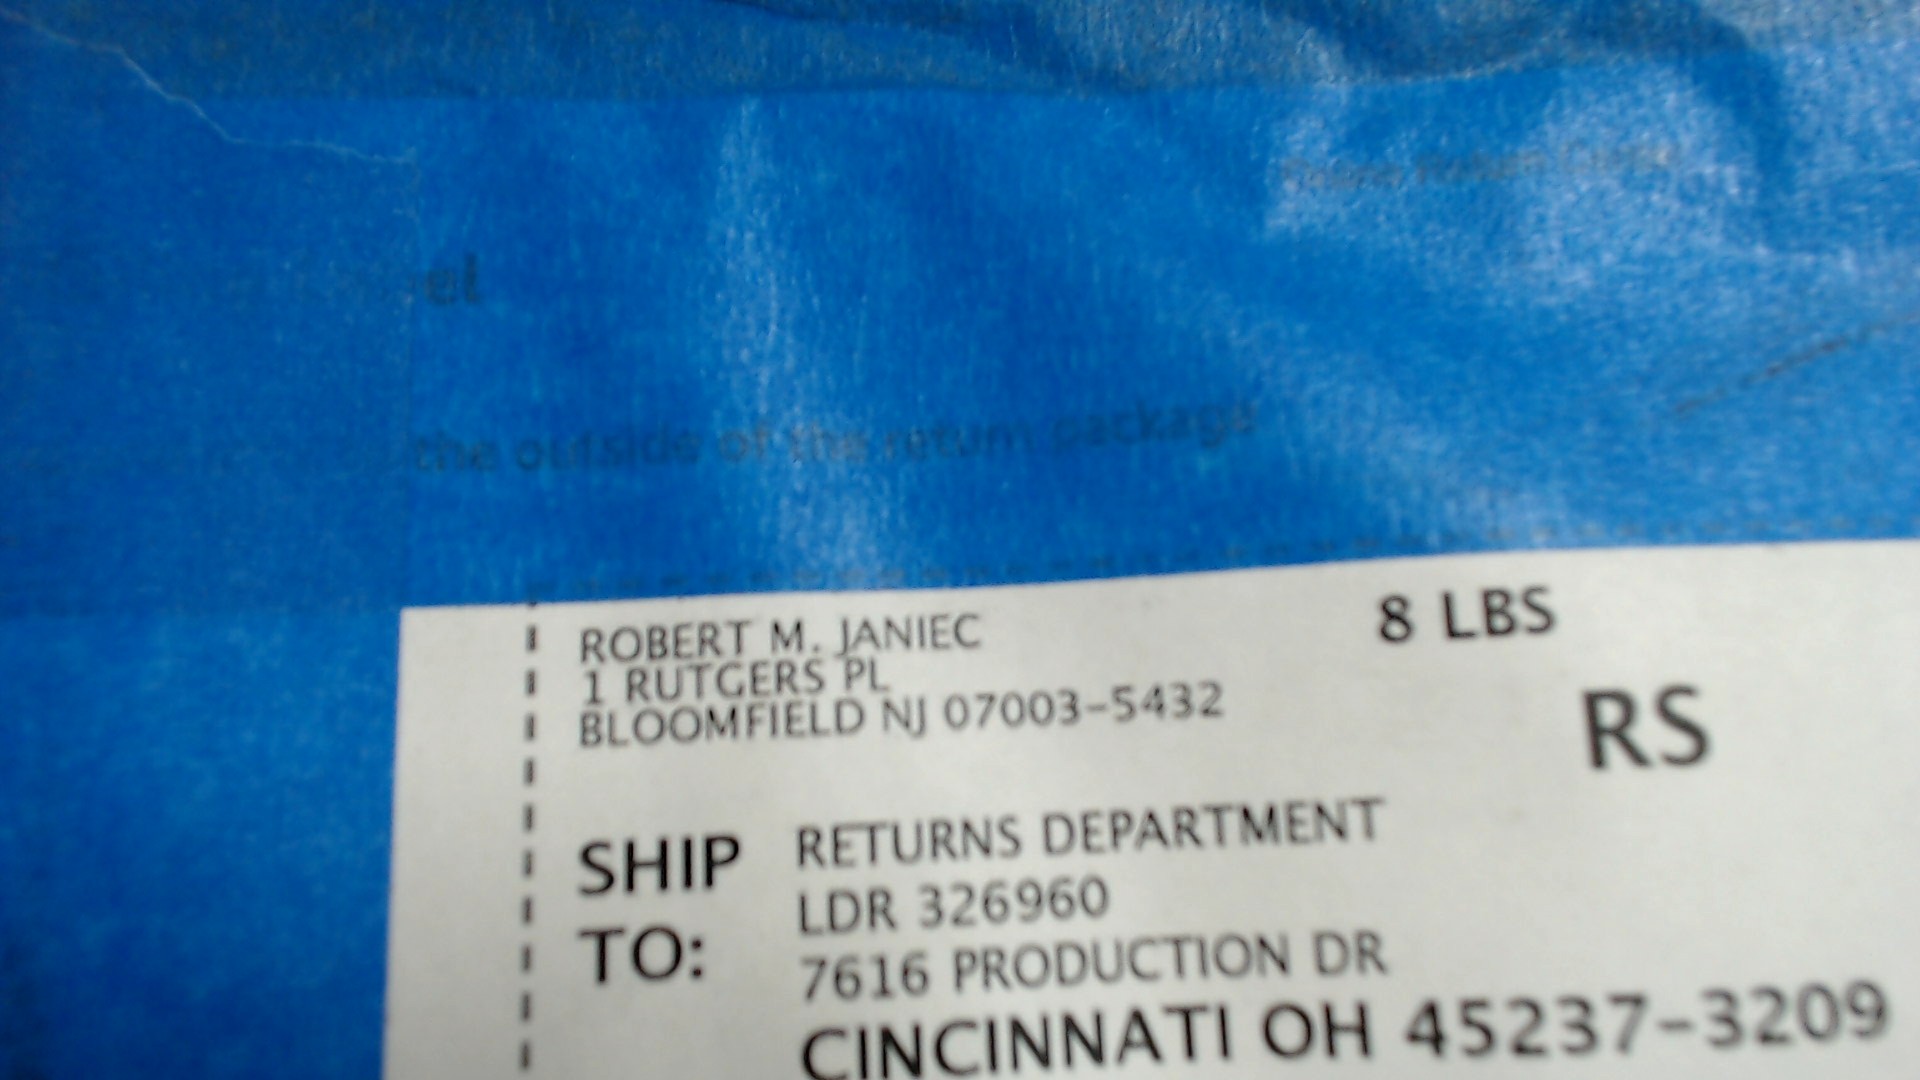 el
the outside of the return package
ROBERT M. JANIEC
8 LBS
1 RUTGERS PL
BLOOMFIELD NJ 07003-5432
RS
SHIP TO:
RETURNS DEPARTMENT
LDR 326960
7616 PRODUCTION DR
CINCINNATI OH 45237-3209